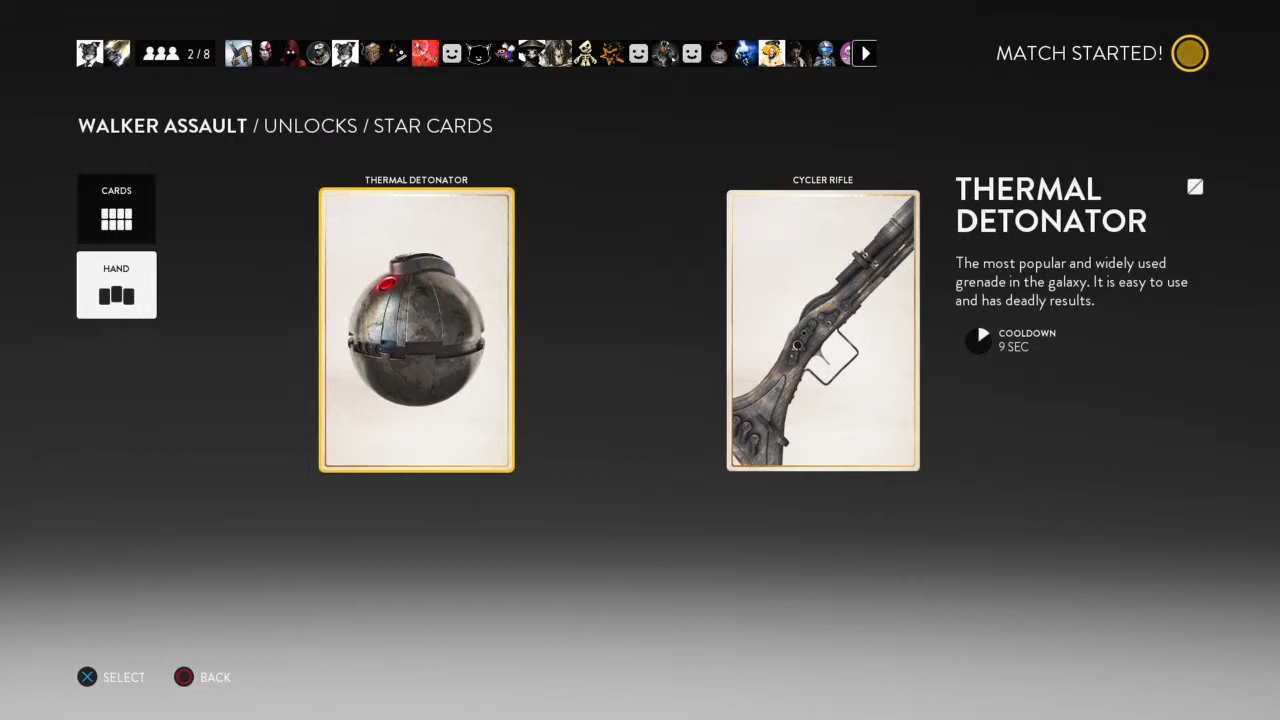 2/8
MATCH STARTED!
WALKER ASSAULT / UNLOCKS / STAR CARDS
CARDS
HAND
THERMAL DETONATOR
CYCLER RIFLE
THERMAL
DETONATOR
The most popular and widely used
grenade in the galaxy. It is easy to use
and has deadly results.
COOLDOWN
9 SEC
SELECT
BACK